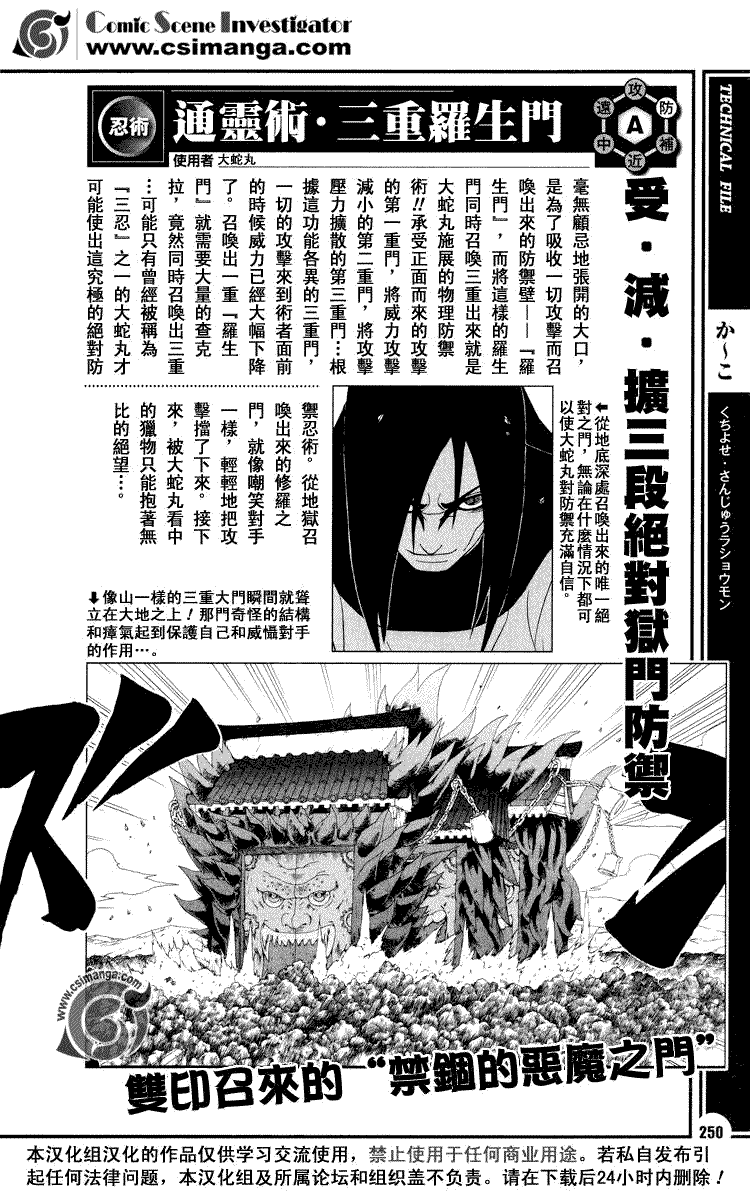 Comic Scene Investigator
www.csimanga.com
TECHNICAL FILE
か～こ
くちよせ・さんじゅうラショウモン
忍術
通靈術・三重羅生門
使用者 大蛇丸
攻
防
補
近
中
遠
A
受・減・擴三段絕對獄門防禦
毫無顧忌地張開的大口，
是為了吸收一切攻擊而召
喚出來的防禦壁——『羅
生門』，而將這樣的羅生
門同時召喚三重出來就是
大蛇丸施展的物理防禦
術!!承受正面而來的攻擊
的第一重門，將威力攻擊
減小的第二重門，將攻擊
壓力擴散的第三重門…根
據這功能各異的三重門，
一切的攻擊來到術者面前
的時候威力已經大幅下降
了。召喚出一重『羅生
門』就需要大量的查克
拉，竟然同時召喚出三重
…可能只有曾經被稱為
『三忍』之一的大蛇丸才
可能使出這究極的絕對防
禦忍術。從地獄召
喚出來的修羅之
門，就像嘲笑對手
一樣，輕輕地把攻
擊擋了下來。接下
來，被大蛇丸看中
的獵物只能抱著無
比的絕望…。
⬅從地底深處召喚出來的唯一絕
對之門，無論在什麼情況下都可
以使大蛇丸對防禦充滿自信。
⬇像山一樣的三重大門瞬間就聳
立在大地之上！那門奇怪的結構
和瘴氣起到保護自己和威懾對手
的作用…。
ズズ
www.csimanga.com
雙印召來的“禁錮的惡魔之門”
250
本汉化组汉化的作品仅供学习交流使用，禁止使用于任何商业用途。若私自发布引
起任何法律问题，本汉化组及所属论坛和组织盖不负责。请在下载后24小时内删除！